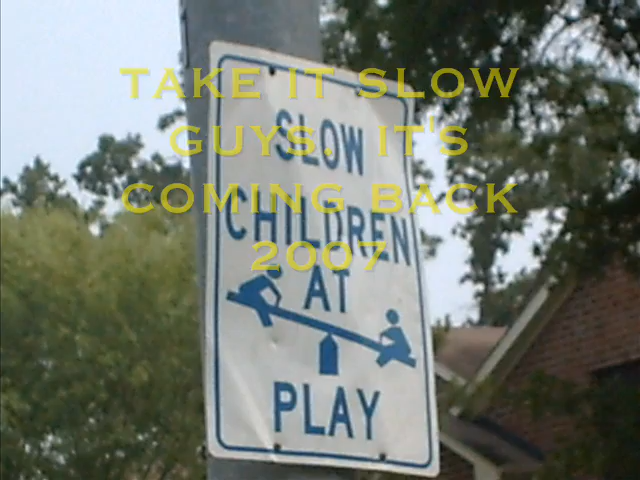 TAKE IT SLOW
GUYS. IT'S
COMING BACK
2007
SLOW
CHILDREN
AT
PLAY